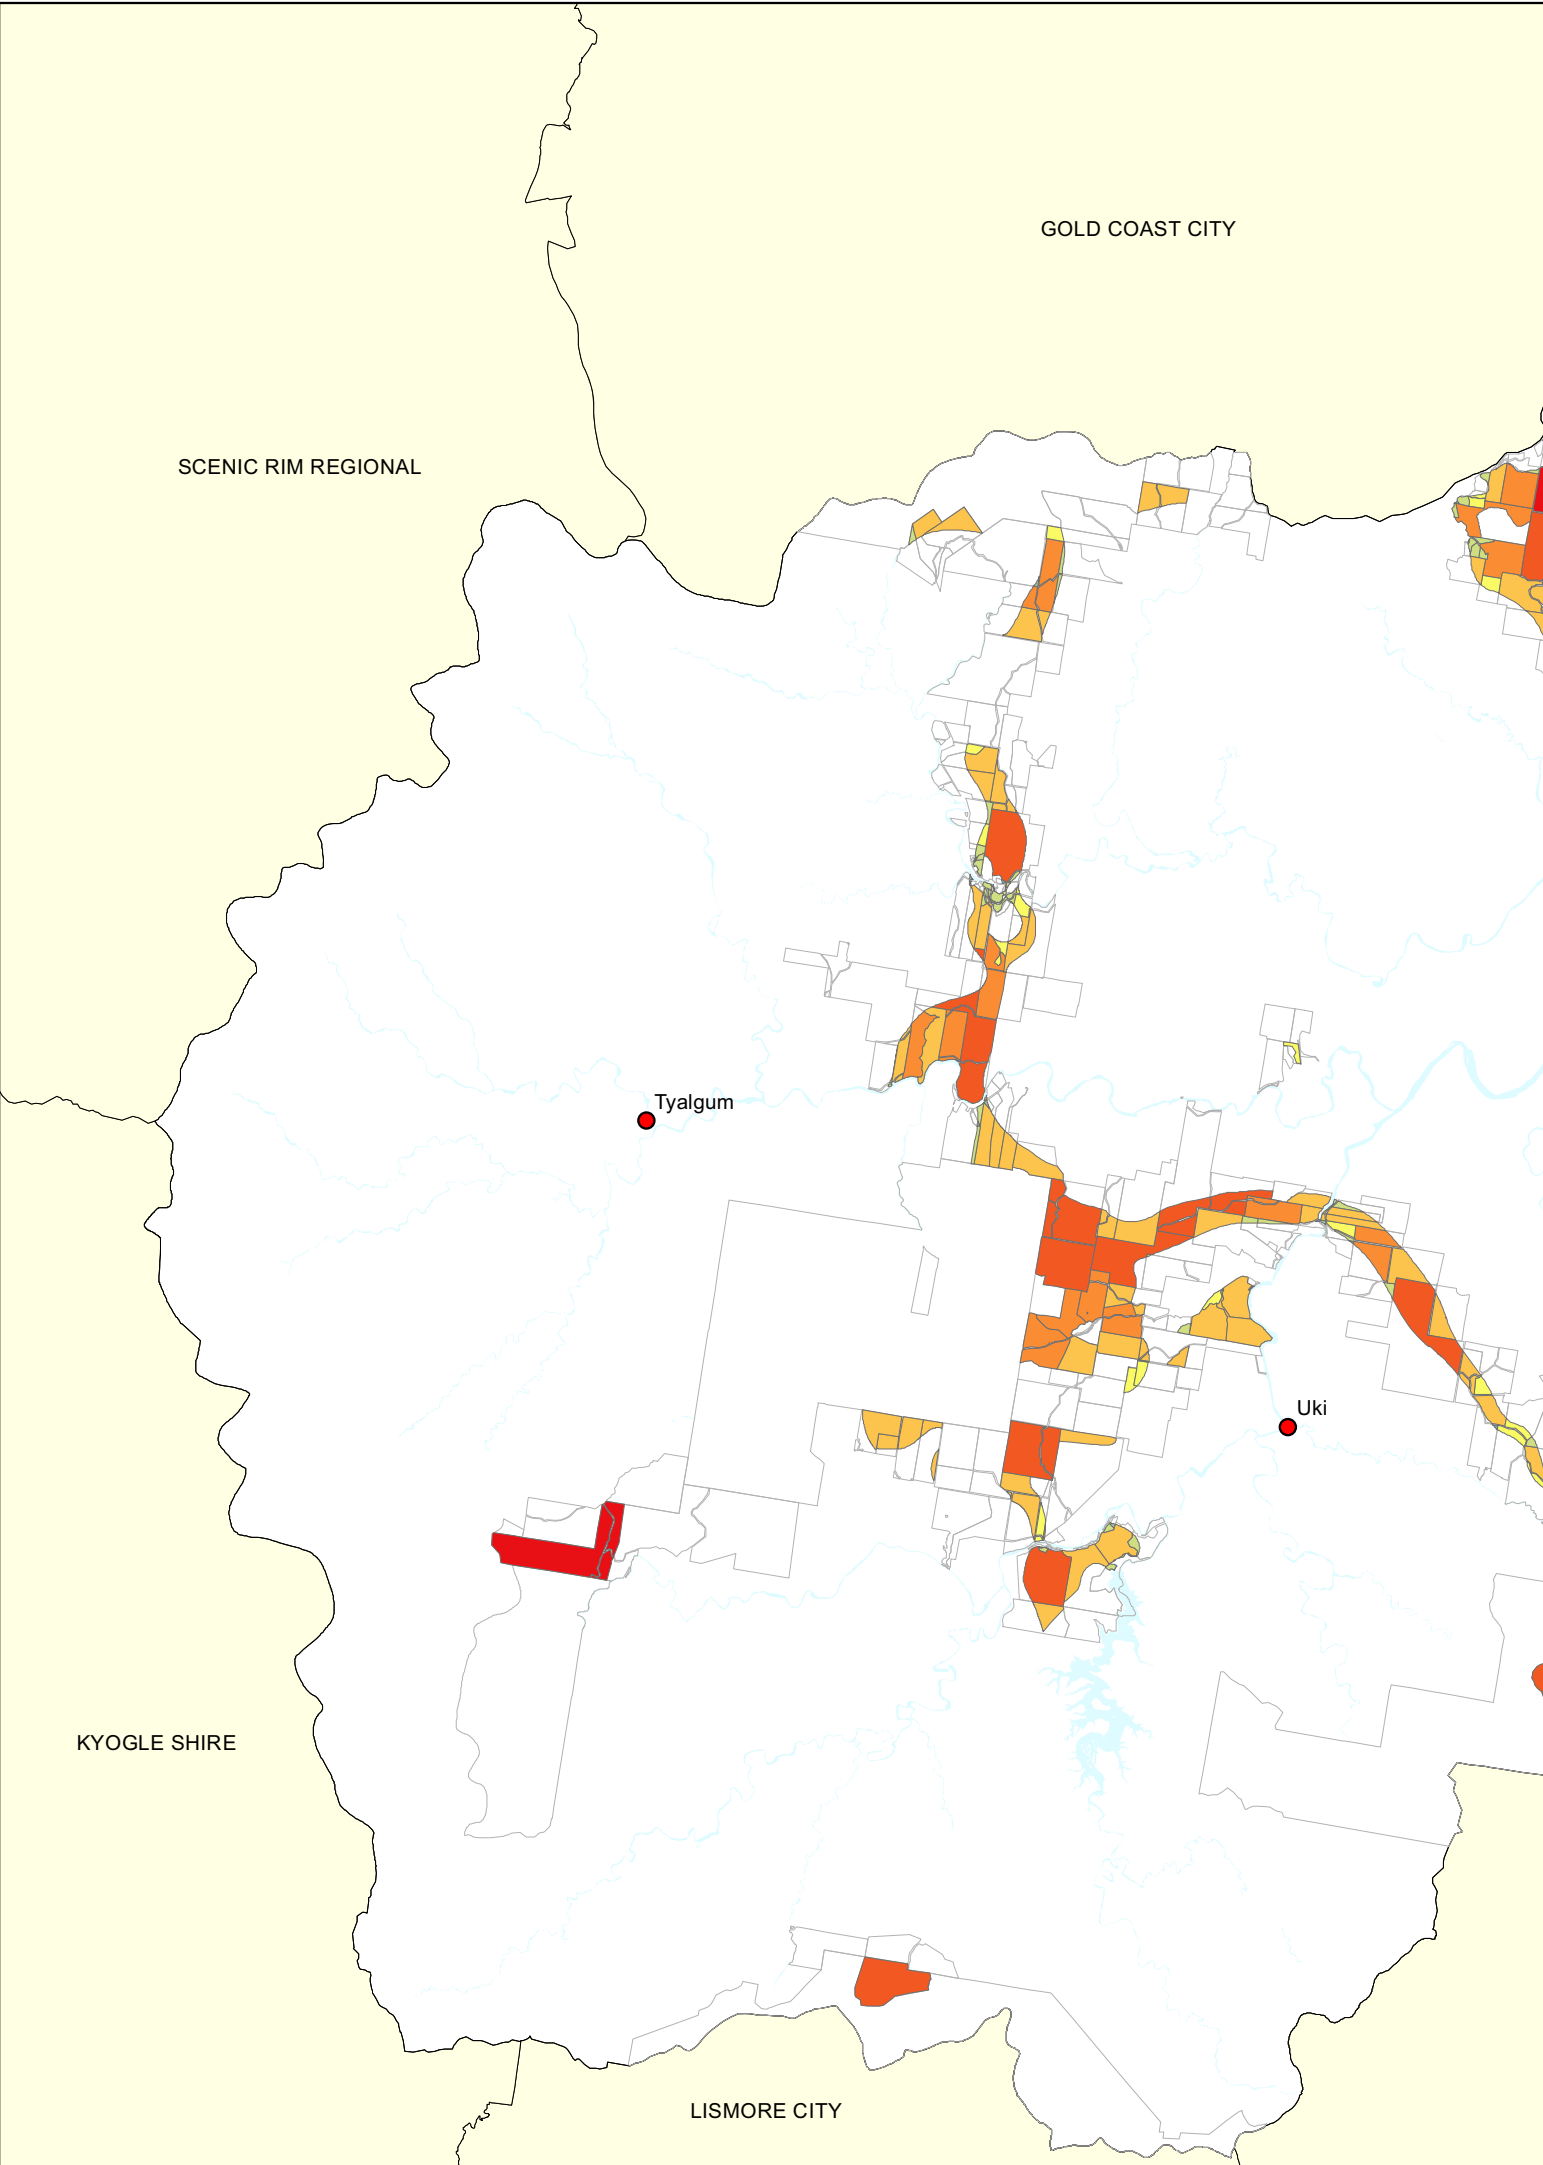 GOLD COAST CITY
SCENIC RIM REGIONAL
Tyalgum
Uki
KYOGLE SHIRE
LISMORE CITY